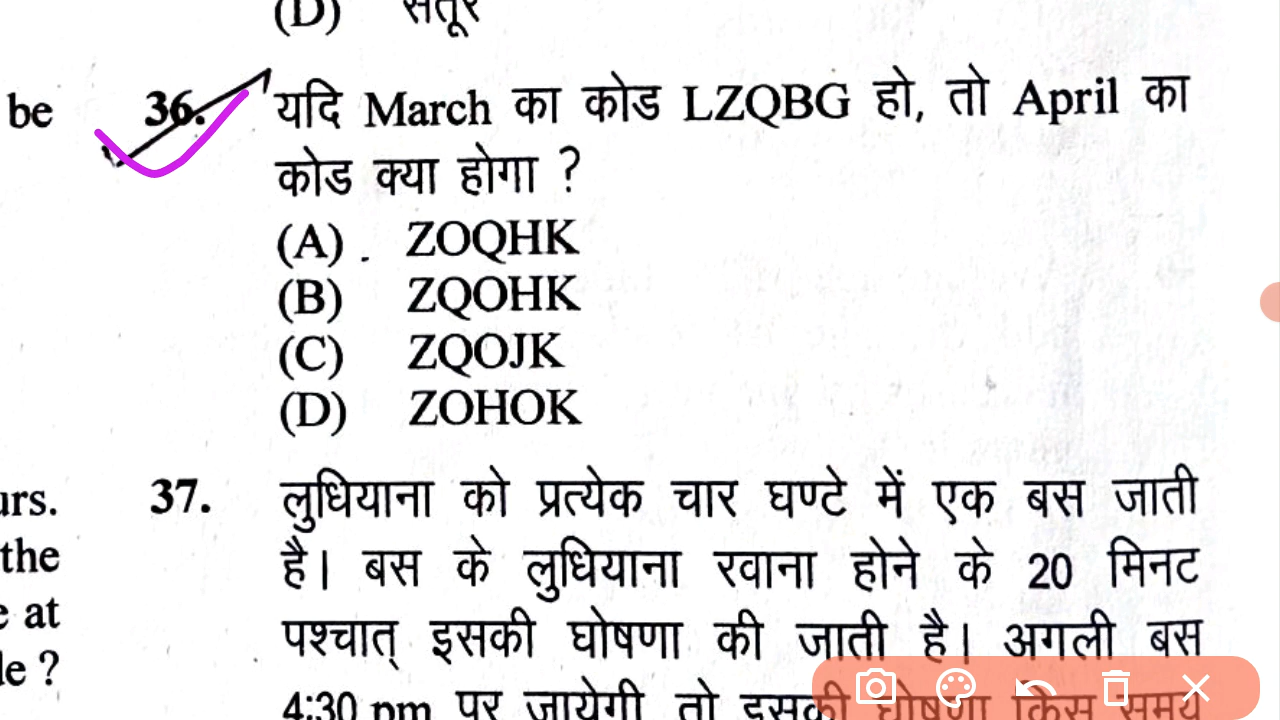 (D) संतूर
be 36. यदि March का कोड LZQBG हो, तो April का
कोड क्या होगा ?
(A) . ZOQHK
(B) ZQOHK
(C) ZQOJK
(D) ZOHOK
urs. 37. लुधियाना को प्रत्येक चार घण्टे में एक बस जाती
the है। बस के लुधियाना रवाना होने के 20 मिनट
e at पश्चात् इसकी घोषणा की जाती है। अगली बस
le ? 4:30 pm पर जायेगी तो इसकी घोषणा किस समय